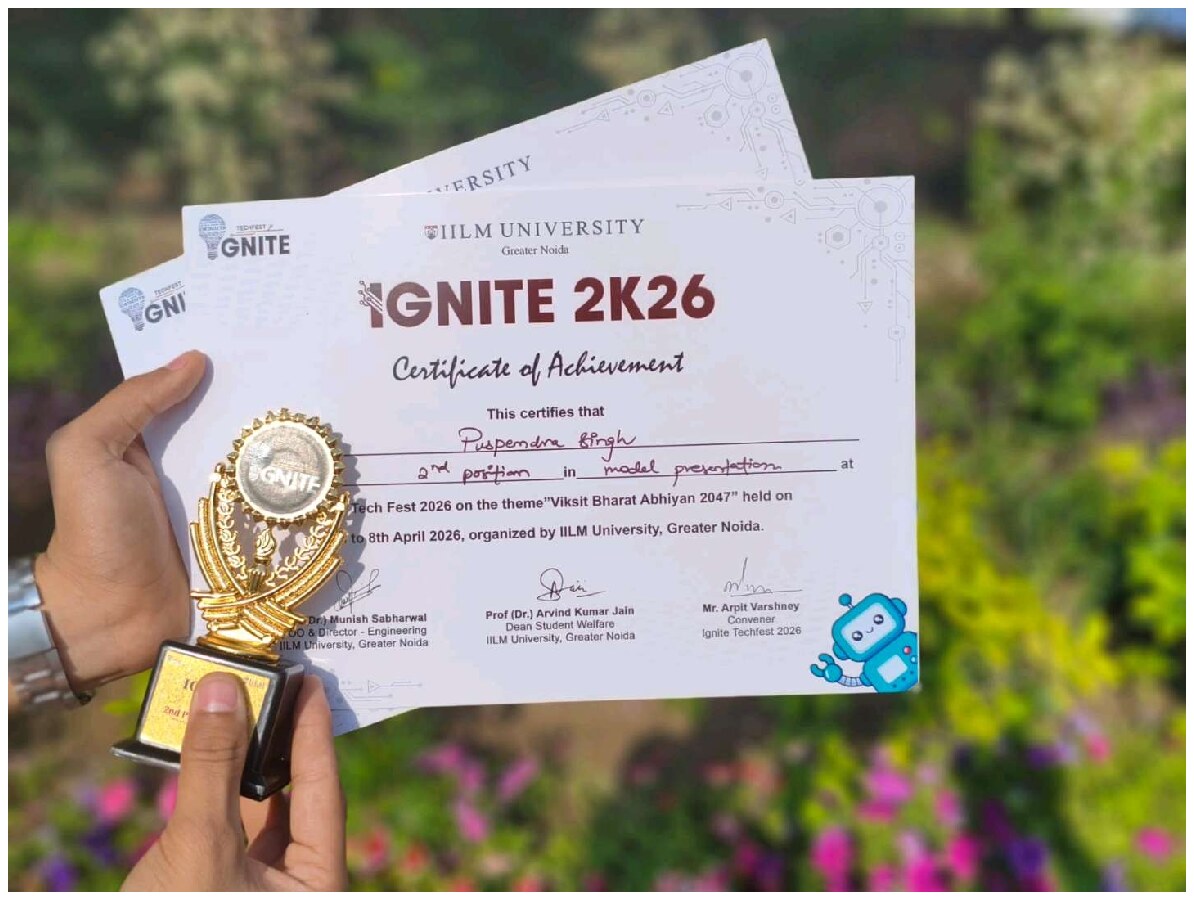 UNIVERSITY
TECHFEST
IGNITE
IILM UNIVERSITY
Greater Noida
IGNITE 2K26
Certificate of Achievement
This certifies that
Puspendra Singh
2nd position in model presentation at
Tech Fest 2026 on the theme"Viksit Bharat Abhiyan 2047" held on
to 8th April 2026, organized by IILM University, Greater Noida.
IGNITE
Dr.) Munish Sabharwal
& Director - Engineering
IILM University, Greater Noida
Prof (Dr.) Arvind Kumar Jain
Dean Student Welfare
IILM University, Greater Noida
Mr. Arpit Varshney
Convener
Ignite Techfest 2026
2nd